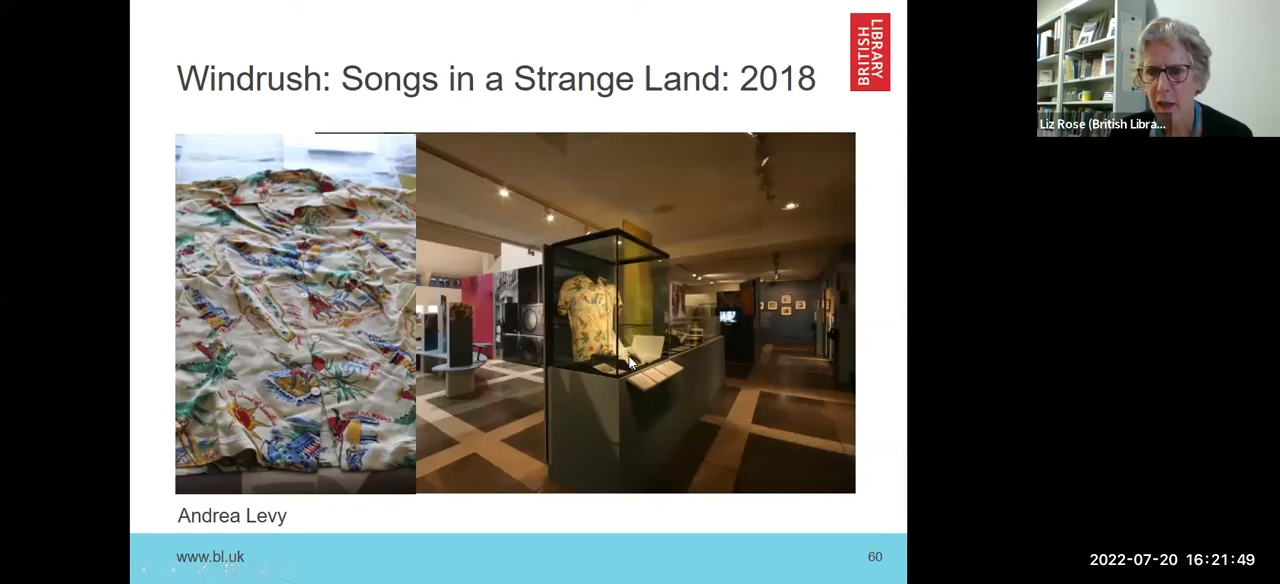 Windrush: Songs in a Strange Land: 2018
BRITISH
LIBRARY
Liz Rose (British Libra...
Andrea Levy
www.bl.uk
60
2022-07-20 16:21:49